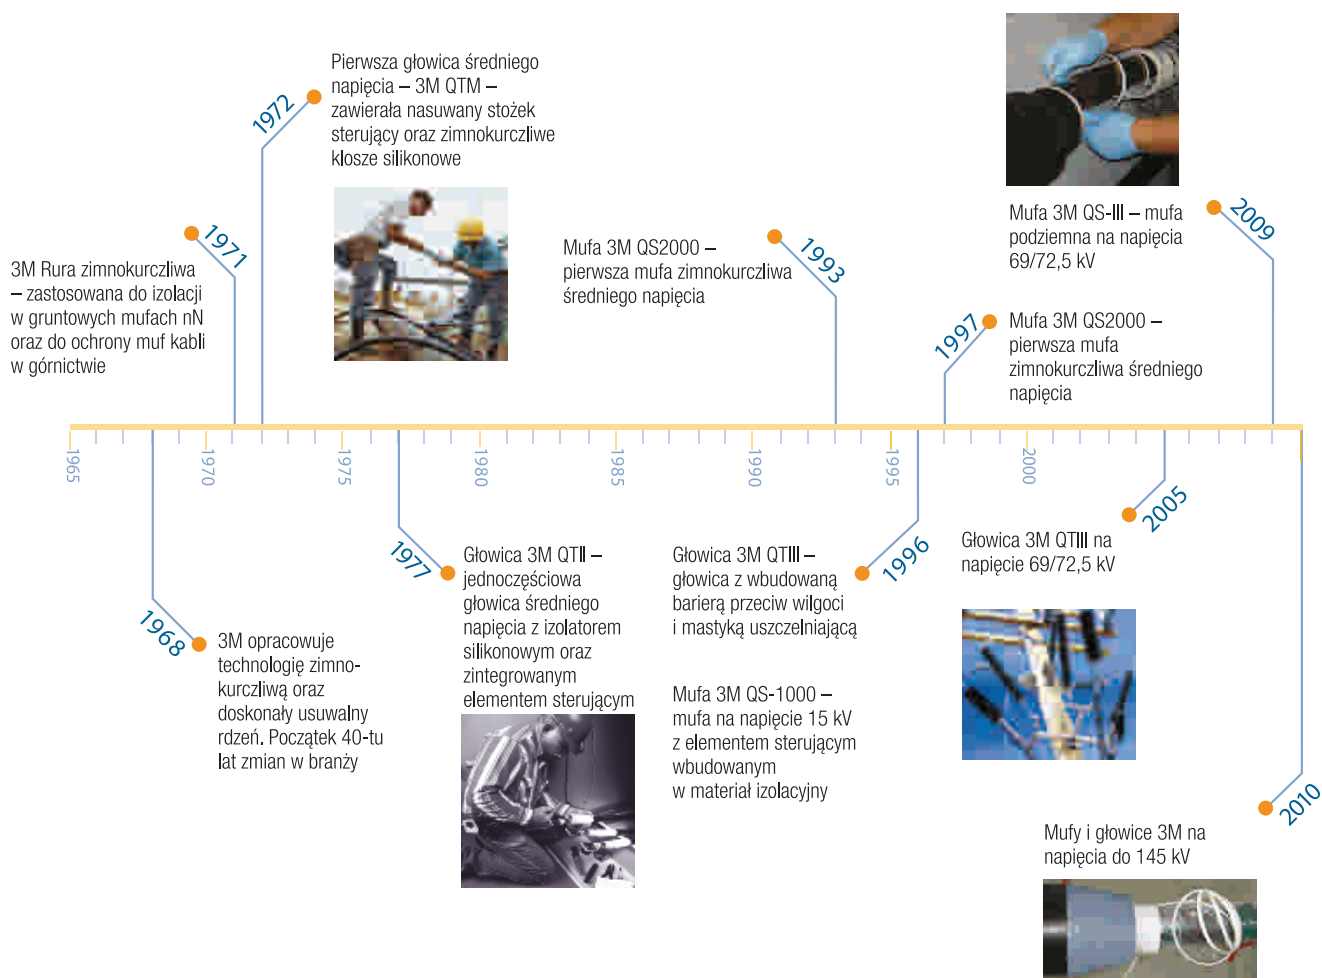 Pierwsza głowica średniego
napięcia – 3M QTM –
zawierała nasuwany stożek
sterujący oraz zimnokurczliwe
klosze silikonowe
1972
1971
3M Rura zimnokurczliwa
– zastosowana do izolacji
w gruntowych mufach nN
oraz do ochrony muf kabli
w górnictwie
Mufa 3M QS2000 –
pierwsza mufa zimnokurczliwa
średniego napięcia
1993
Mufa 3M QS-III – mufa
podziemna na napięcia
69/72,5 kV
2009
1997
Mufa 3M QS2000 –
pierwsza mufa
zimnokurczliwa średniego
napięcia
1965
1970
1975
1980
1985
1990
1995
2000
1968
3M opracowuje
technologię zimno-
kurczliwą oraz
doskonały usuwalny
rdzeń. Początek 40-tu
lat zmian w branży
1977
Głowica 3M QTII –
jednoczęściowa
głowica średniego
napięcia z izolatorem
silikonowym oraz
zintegrowanym
elementem sterującym
Głowica 3M QTIII –
głowica z wbudowaną
barierą przeciw wilgoci
i mastyką uszczelniającą
1996
Mufa 3M QS-1000 –
mufa na napięcie 15 kV
z elementem sterującym
wbudowanym
w materiał izolacyjny
Głowica 3M QTIII na
napięcie 69/72,5 kV
2005
2010
Mufy i głowice 3M na
napięcia do 145 kV